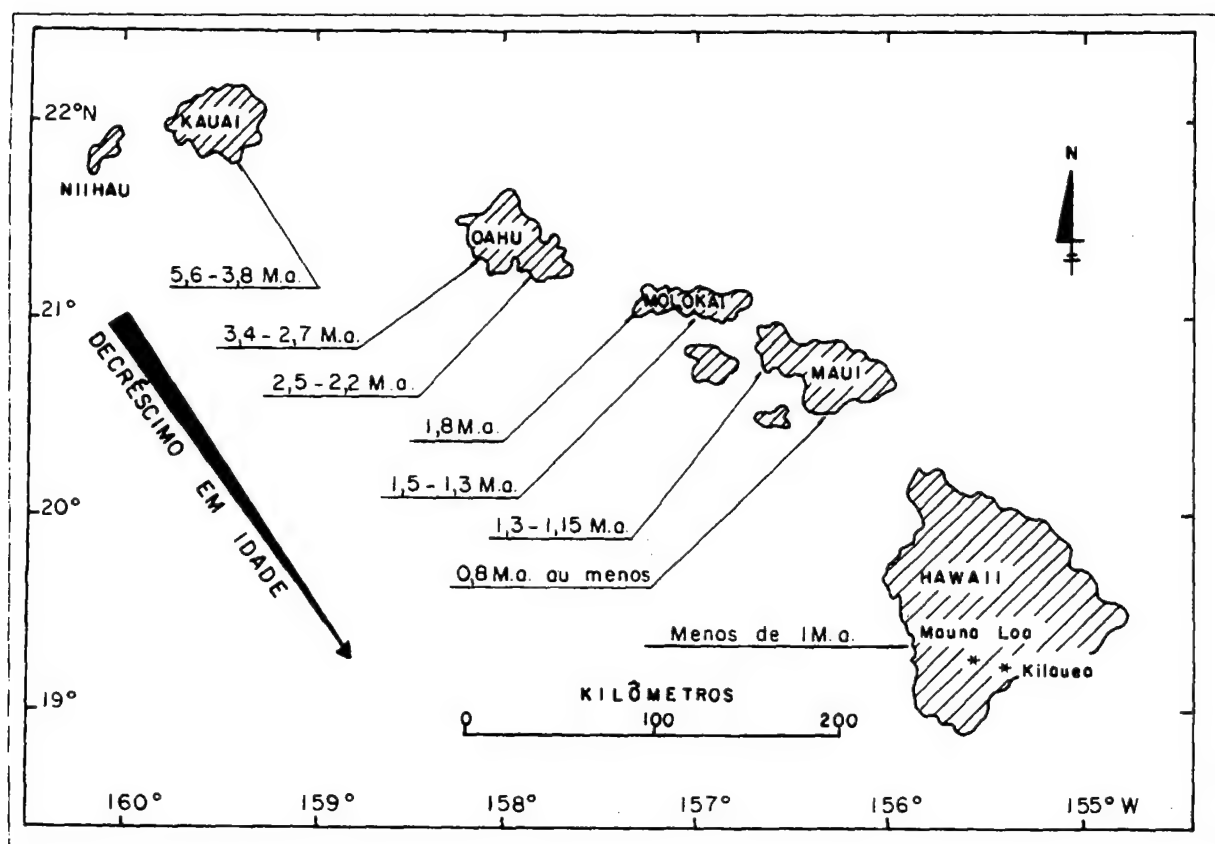 22°N
KAUAI
NIIHAU
OAHU
N
5,6-3,8 M.a.
21°
MOLOKAI
3,4-2,7 M.a.
MAUI
2,5-2,2 M.a.
DECRÉSCIMO EM IDADE
1,8 M.a.
1,5-1,3 M.a.
20°
1,3-1,15 M.a.
0,8 M.a. au menos
HAWAII
Menos de 1 M.a.
Mauna Loa
* * Kilauea
19°
KILÔMETROS
0 100 200
160° 159° 158° 157° 156° 155° W